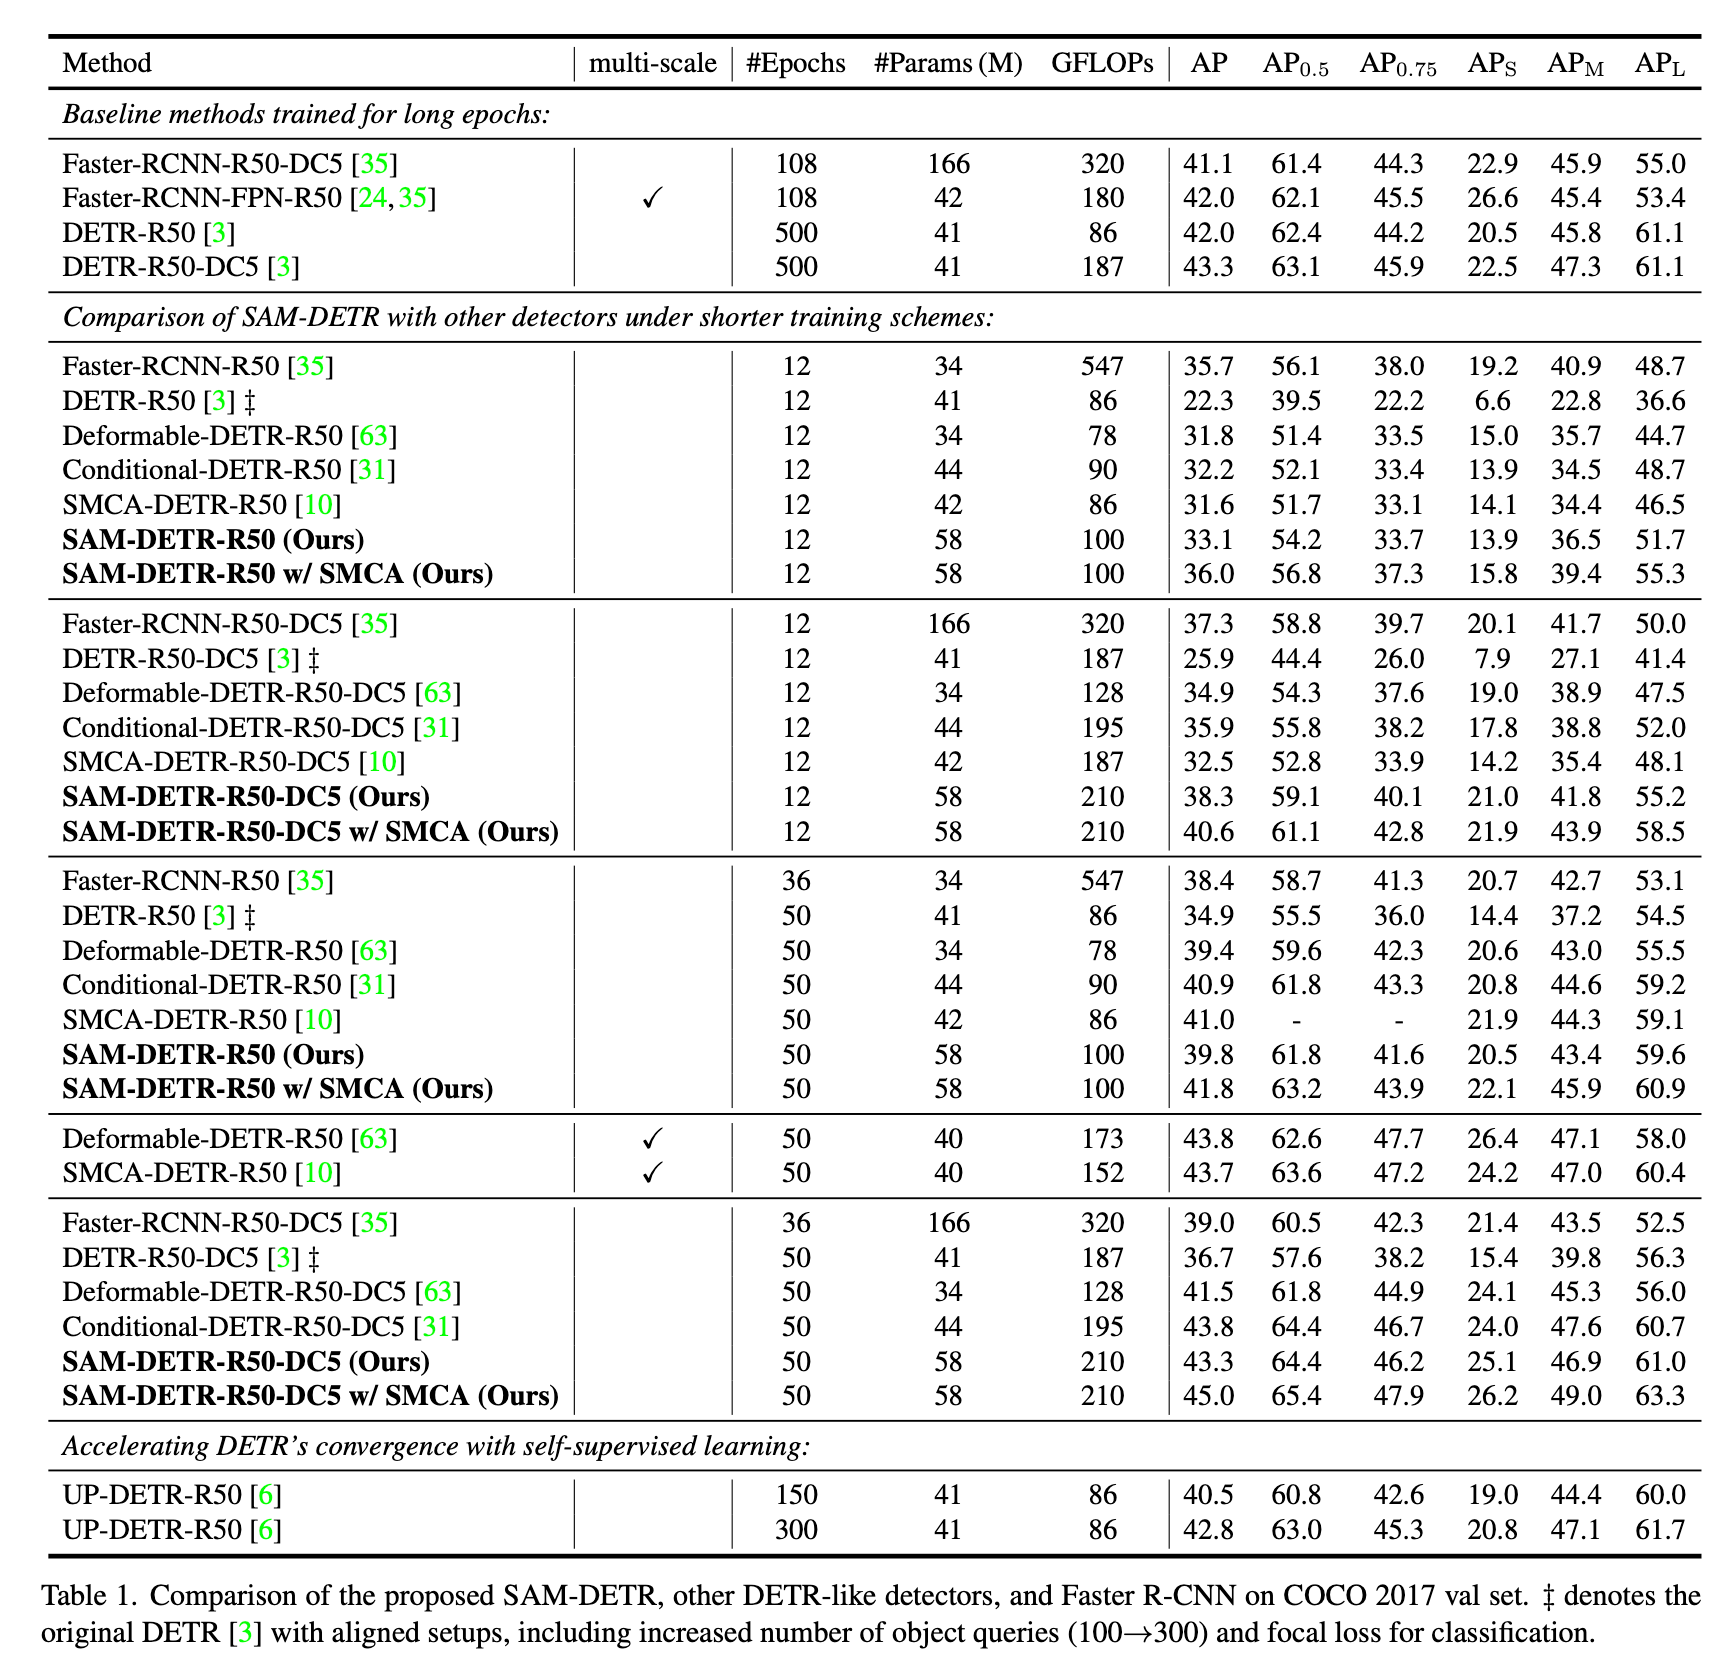 Method multi-scale #Epochs #Params (M) GFLOPs AP AP0.5 AP0.75 APS APM APL
Baseline methods trained for long epochs:
Faster-RCNN-R50-DC5 [35] 108 166 320 41.1 61.4 44.3 22.9 45.9 55.0
Faster-RCNN-FPN-R50 [24, 35] ✓ 108 42 180 42.0 62.1 45.5 26.6 45.4 53.4
DETR-R50 [3] 500 41 86 42.0 62.4 44.2 20.5 45.8 61.1
DETR-R50-DC5 [3] 500 41 187 43.3 63.1 45.9 22.5 47.3 61.1
Comparison of SAM-DETR with other detectors under shorter training schemes:
Faster-RCNN-R50 [35] 12 34 547 35.7 56.1 38.0 19.2 40.9 48.7
DETR-R50 [3] ‡ 12 41 86 22.3 39.5 22.2 6.6 22.8 36.6
Deformable-DETR-R50 [63] 12 34 78 31.8 51.4 33.5 15.0 35.7 44.7
Conditional-DETR-R50 [31] 12 44 90 32.2 52.1 33.4 13.9 34.5 48.7
SMCA-DETR-R50 [10] 12 42 86 31.6 51.7 33.1 14.1 34.4 46.5
SAM-DETR-R50 (Ours) 12 58 100 33.1 54.2 33.7 13.9 36.5 51.7
SAM-DETR-R50 w/ SMCA (Ours) 12 58 100 36.0 56.8 37.3 15.8 39.4 55.3
Faster-RCNN-R50-DC5 [35] 12 166 320 37.3 58.8 39.7 20.1 41.7 50.0
DETR-R50-DC5 [3] ‡ 12 41 187 25.9 44.4 26.0 7.9 27.1 41.4
Deformable-DETR-R50-DC5 [63] 12 34 128 34.9 54.3 37.6 19.0 38.9 47.5
Conditional-DETR-R50-DC5 [31] 12 44 195 35.9 55.8 38.2 17.8 38.8 52.0
SMCA-DETR-R50-DC5 [10] 12 42 187 32.5 52.8 33.9 14.2 35.4 48.1
SAM-DETR-R50-DC5 (Ours) 12 58 210 38.3 59.1 40.1 21.0 41.8 55.2
SAM-DETR-R50-DC5 w/ SMCA (Ours) 12 58 210 40.6 61.1 42.8 21.9 43.9 58.5
Faster-RCNN-R50 [35] 36 34 547 38.4 58.7 41.3 20.7 42.7 53.1
DETR-R50 [3] ‡ 50 41 86 34.9 55.5 36.0 14.4 37.2 54.5
Deformable-DETR-R50 [63] 50 34 78 39.4 59.6 42.3 20.6 43.0 55.5
Conditional-DETR-R50 [31] 50 44 90 40.9 61.8 43.3 20.8 44.6 59.2
SMCA-DETR-R50 [10] 50 42 86 41.0 - - 21.9 44.3 59.1
SAM-DETR-R50 (Ours) 50 58 100 39.8 61.8 41.6 20.5 43.4 59.6
SAM-DETR-R50 w/ SMCA (Ours) 50 58 100 41.8 63.2 43.9 22.1 45.9 60.9
Deformable-DETR-R50 [63] ✓ 50 40 173 43.8 62.6 47.7 26.4 47.1 58.0
SMCA-DETR-R50 [10] ✓ 50 40 152 43.7 63.6 47.2 24.2 47.0 60.4
Faster-RCNN-R50-DC5 [35] 36 166 320 39.0 60.5 42.3 21.4 43.5 52.5
DETR-R50-DC5 [3] ‡ 50 41 187 36.7 57.6 38.2 15.4 39.8 56.3
Deformable-DETR-R50-DC5 [63] 50 34 128 41.5 61.8 44.9 24.1 45.3 56.0
Conditional-DETR-R50-DC5 [31] 50 44 195 43.8 64.4 46.7 24.0 47.6 60.7
SAM-DETR-R50-DC5 (Ours) 50 58 210 43.3 64.4 46.2 25.1 46.9 61.0
SAM-DETR-R50-DC5 w/ SMCA (Ours) 50 58 210 45.0 65.4 47.9 26.2 49.0 63.3
Accelerating DETR's convergence with self-supervised learning:
UP-DETR-R50 [6] 150 41 86 40.5 60.8 42.6 19.0 44.4 60.0
UP-DETR-R50 [6] 300 41 86 42.8 63.0 45.3 20.8 47.1 61.7
Table 1. Comparison of the proposed SAM-DETR, other DETR-like detectors, and Faster R-CNN on COCO 2017 val set. ‡ denotes the
original DETR [3] with aligned setups, including increased number of object queries (100→300) and focal loss for classification.